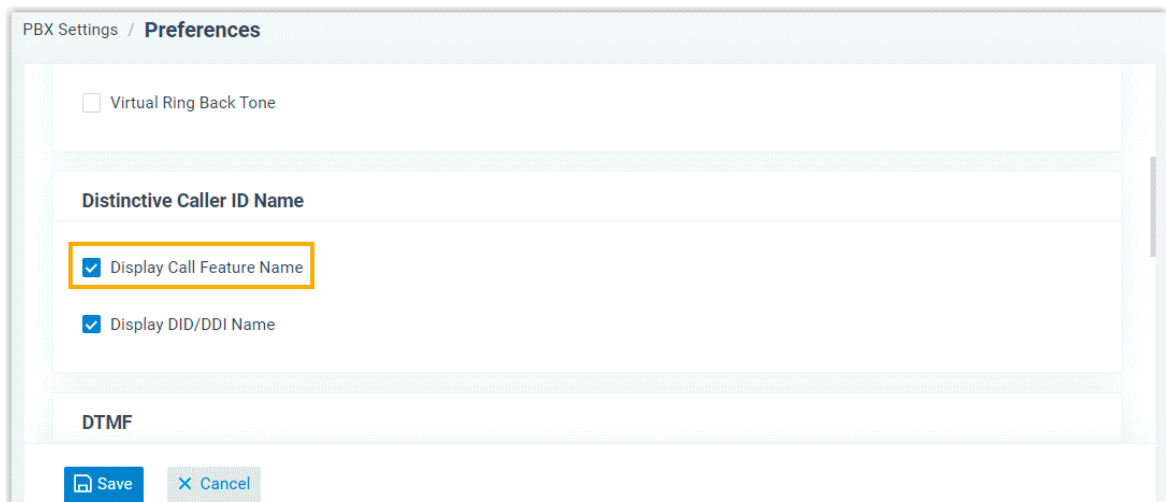 PBX Settings / Preferences
Virtual Ring Back Tone
Distinctive Caller ID Name
Display Call Feature Name
Display DID/DDI Name
DTMF
Save Cancel